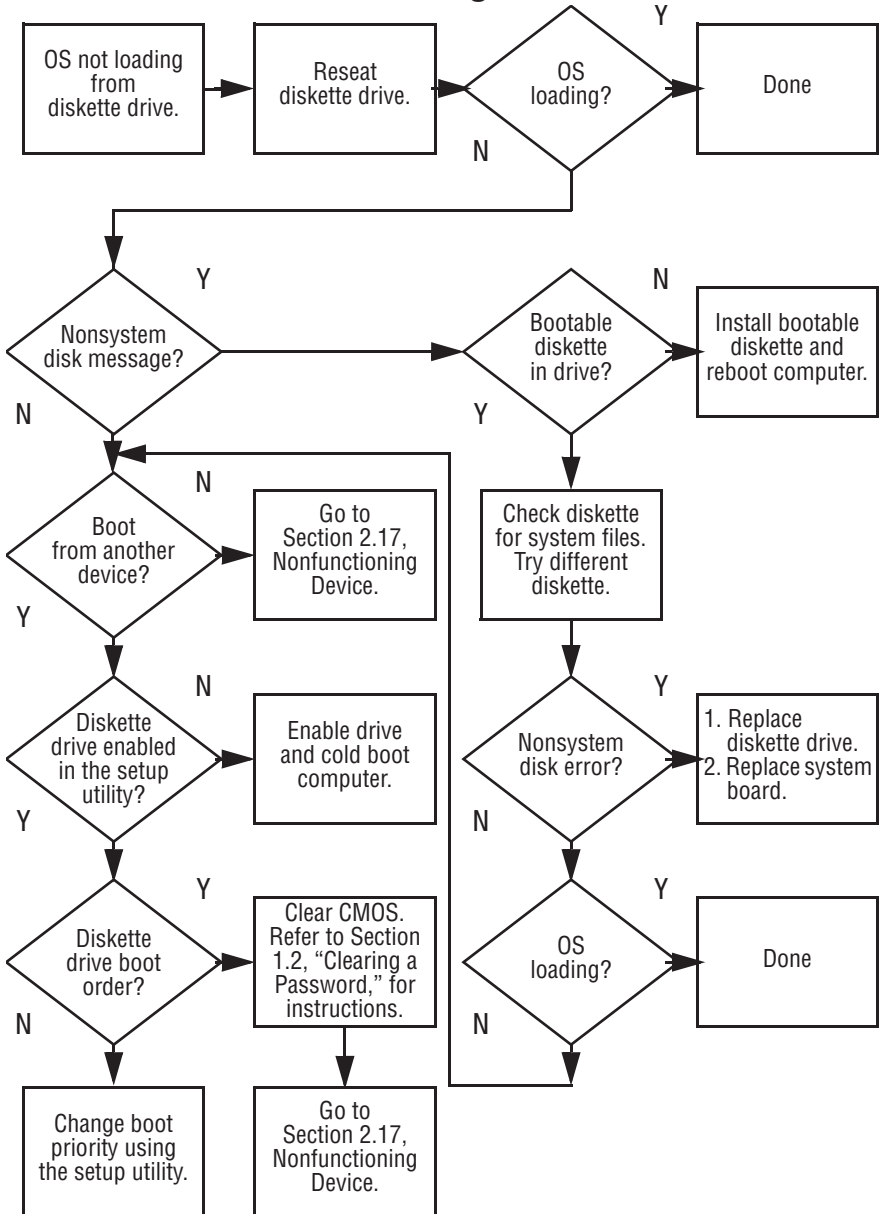 OS not loading
from
diskette drive.
Reseat
diskette drive.
OS
loading?
Y
Done
N
Nonsystem
disk message?
Y
N
Bootable
diskette
in drive?
N
Install bootable
diskette and
reboot computer.
Y
Boot
from another
device?
N
Go to
Section 2.17,
Nonfunctioning
Device.
Y
Check diskette
for system files.
Try different
diskette.
Diskette
drive enabled
in the setup
utility?
N
Enable drive
and cold boot
computer.
Y
Nonsystem
disk error?
Y
1. Replace
diskette drive.
2. Replace system
board.
N
Diskette
drive boot
order?
Y
Clear CMOS.
Refer to Section
1.2, “Clearing a
Password,” for
instructions.
N
OS
loading?
Y
Done
N
Change boot
priority using
the setup utility.
Go to
Section 2.17,
Nonfunctioning
Device.